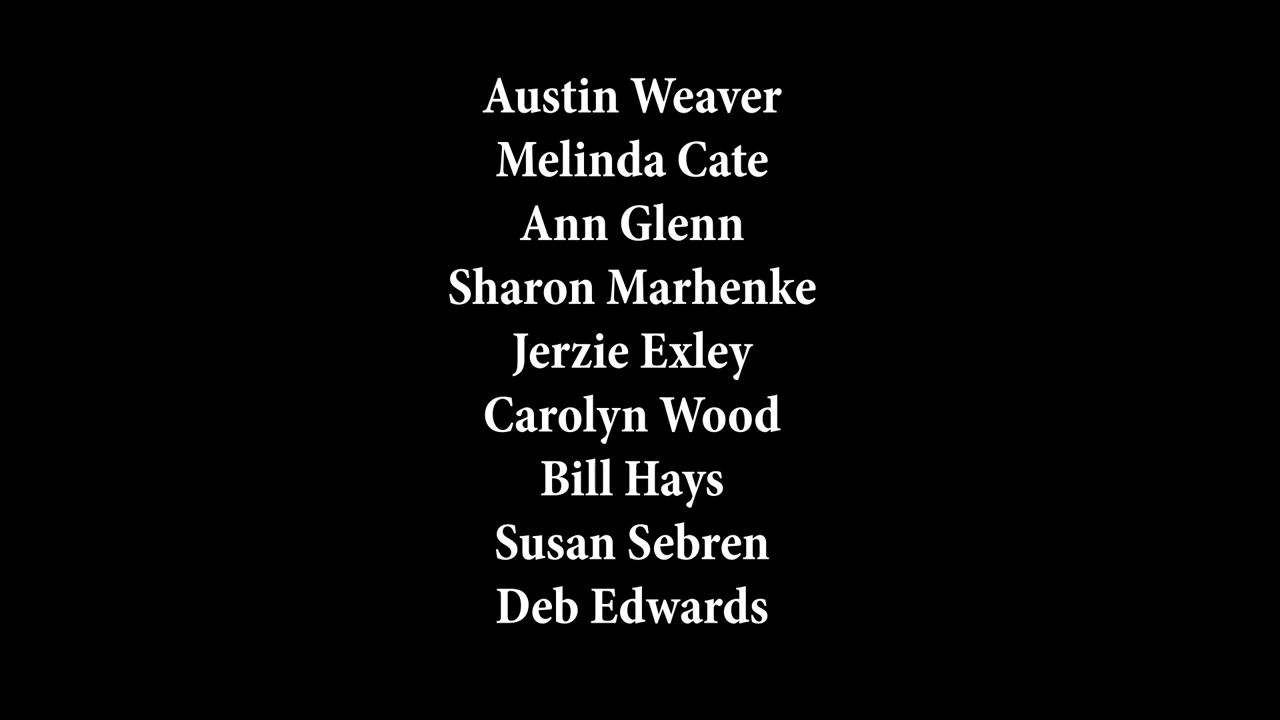 Austin Weaver
Melinda Cate
Ann Glenn
Sharon Marhenke
Jerzie Exley
Carolyn Wood
Bill Hays
Susan Sebren
Deb Edwards